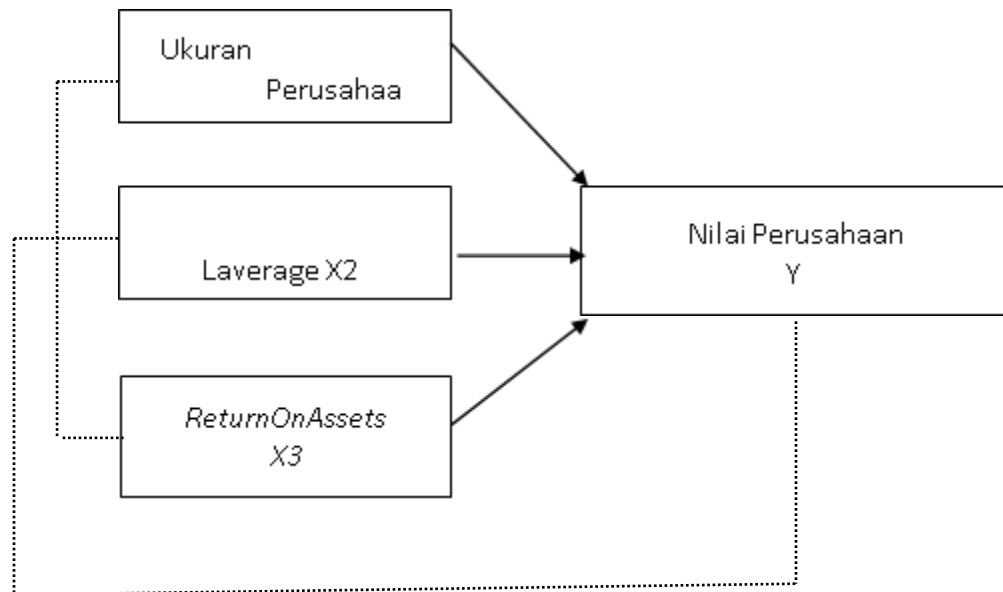 Ukuran
Perusahaa
Laverage X2
ReturnOnAssets
X3
Nilai Perusahaan
Y